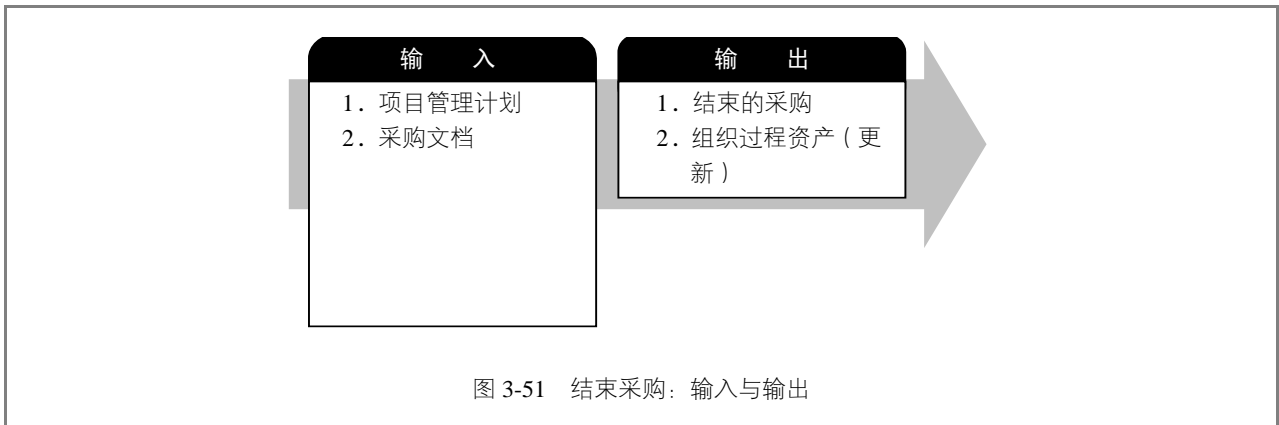 输 入
1. 项目管理计划
2. 采购文档
输 出
1. 结束的采购
2. 组织过程资产（更
新）
图 3-51 结束采购：输入与输出